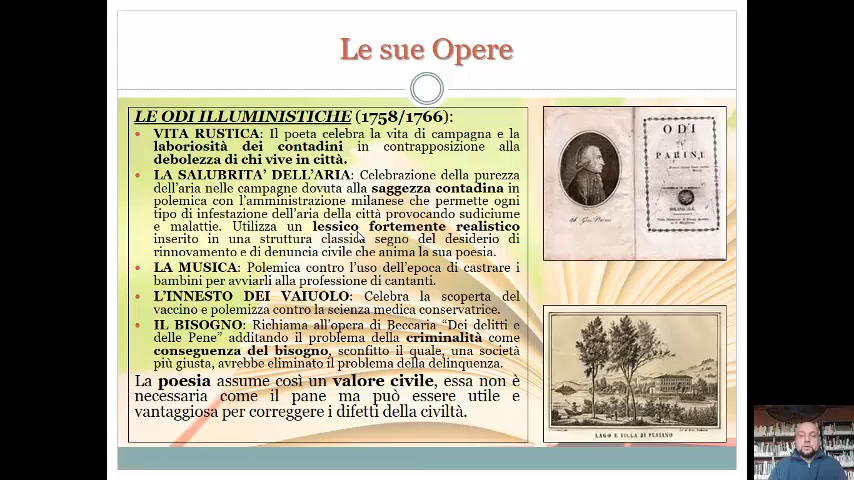 Le sue Opere
LE ODI ILLUMINISTICHE (1758/1766):
VITA RUSTICA: Il poeta celebra la vita di campagna e la
laboriosità dei contadini in contrapposizione alla
debolezza di chi vive in città.
LA SALUBRITA' DELL'ARIA: Celebrazione della purezza
dell'aria nelle campagne dovuta alla saggezza contadina in
polemica con l'amministrazione milanese che permette ogni
tipo di infestazione dell'aria della città provocando sudiciume
e malattie. Utilizza un lessico fortemente realistico
inserito in una struttura classica segno del desiderio di
rinnovamento e di denuncia civile che anima la sua poesia.
LA MUSICA: Polemica contro l'uso dell'epoca di castrare i
bambini per avviarli alla professione di cantanti.
L'INNESTO DEI VAIUOLO: Celebra la scoperta del
vaccino e polemizza contro la scienza medica conservatrice.
IL BISOGNO: Richiama all'opera di Beccaria "Dei delitti e
delle Pene" additando il problema della criminalità come
conseguenza del bisogno, sconfitto il quale, una società
più giusta, avrebbe eliminato il problema della delinquenza.
La poesia assume così un valore civile, essa non è
necessaria come il pane ma può essere utile e
vantaggiosa per correggere i difetti della civiltà.
ODI
PARINI
LAGO E VILLA DI PUSIANO